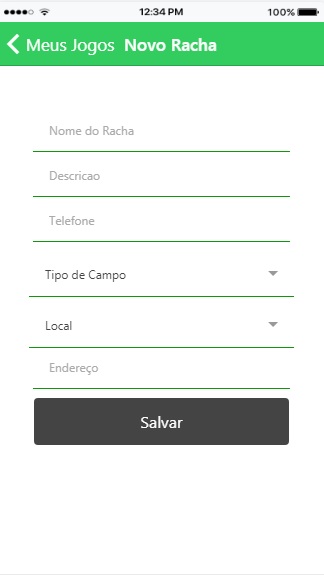 12:34 PM 100%
Meus Jogos Novo Racha
Nome do Racha
Descricao
Telefone
Tipo de Campo
Local
Endereço
Salvar